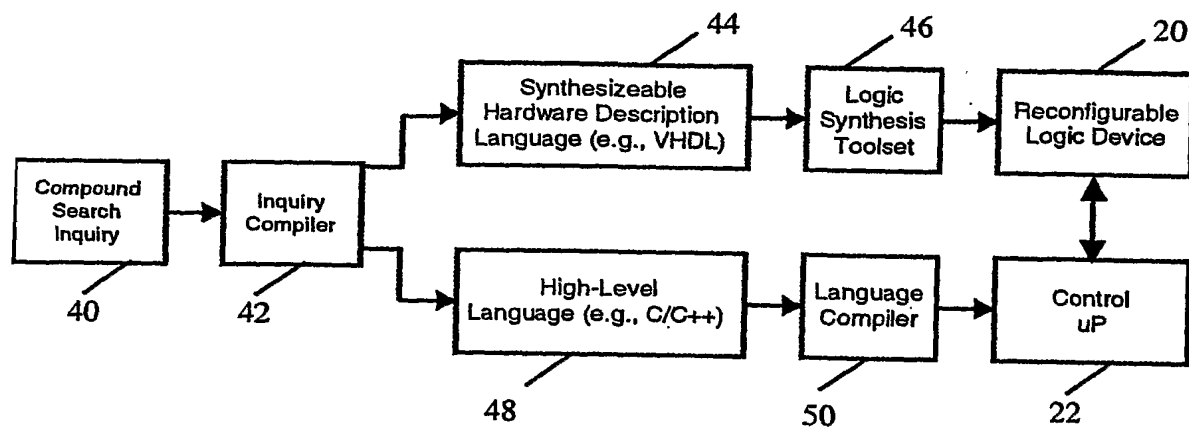 44
46
20
Synthesizeable
Hardware Description
Language (e.g., VHDL)
Logic
Synthesis
Toolset
Reconfigurable
Logic Device
Compound
Search
Inquiry
Inquiry
Compiler
40
42
High-Level
Language (e.g., C/C++)
Language
Compiler
Control
uP
48
50
22